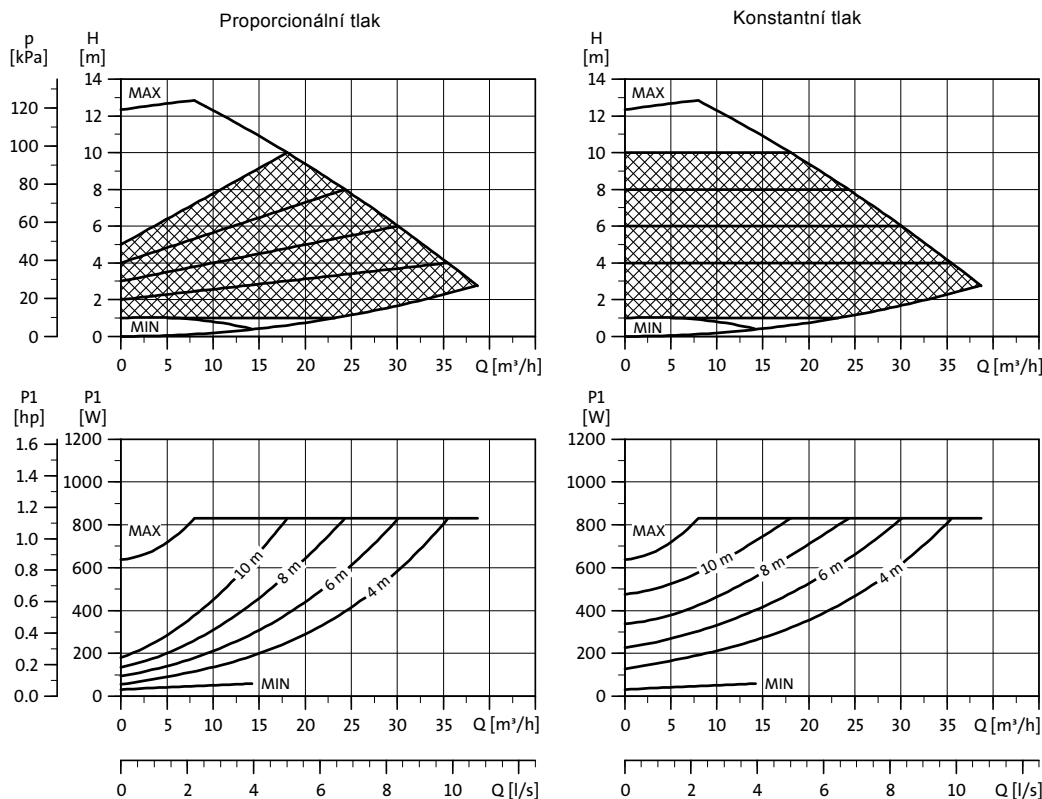 Proporcionální tlak
Konstantní tlak
p
[kPa]
H
[m]
H
[m]
14
12
10
8
6
4
2
0
120
100
80
60
40
20
0
MAX
MIN
0 5 10 15 20 25 30 35 Q [m³/h]
14
12
10
8
6
4
2
0
MAX
MIN
0 5 10 15 20 25 30 35 Q [m³/h]
P1
[hp]
P1
[W]
1.6
1.4
1.2
1.0
0.8
0.6
0.4
0.2
0.0
1200
1000
800
600
400
200
0
MAX
10 m
8 m
6 m
4 m
MIN
0 5 10 15 20 25 30 35 Q [m³/h]
0 2 4 6 8 10 Q [l/s]
P1
[W]
1200
1000
800
600
400
200
0
MAX
10 m
8 m
6 m
4 m
MIN
0 5 10 15 20 25 30 35 Q [m³/h]
0 2 4 6 8 10 Q [l/s]